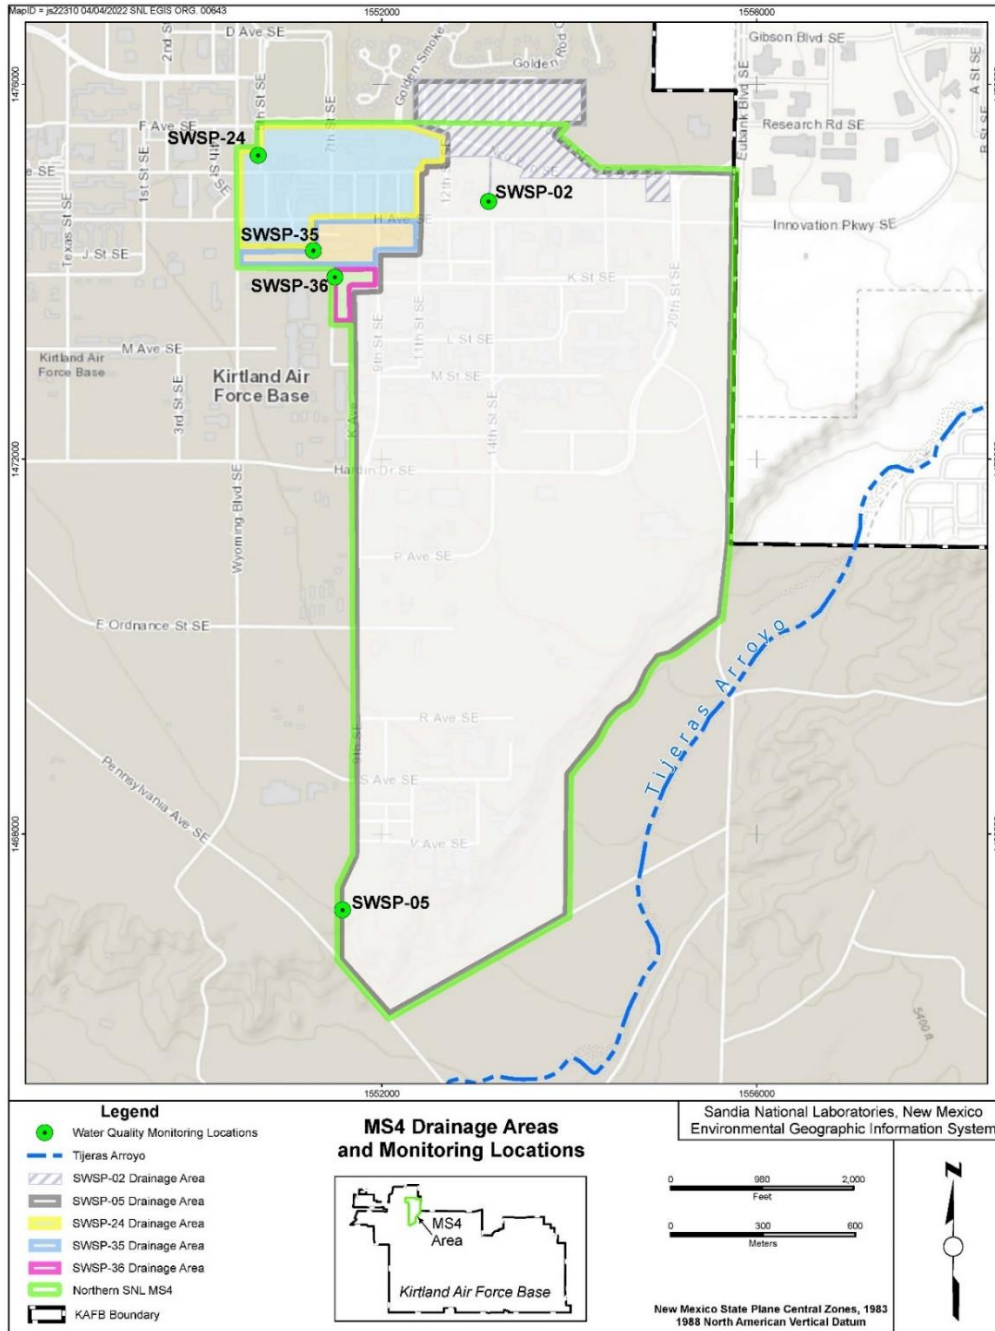 MapID = js22310 04/04/2022 SNL EGIS ORG. 00643
1552000
1556000
D Ave SE
2nd St SE
7th St SE
Golden Smoke
Golden Rod
Gibson Blvd SE
Eubank Blvd SE
A St SE
B St SE
1476000
F Ave SE
Research Rd SE
SWSP-24
1st St SE
12th St SE
SWSP-02
Texas St SE
H Ave SE
Innovation Pkwy SE
SWSP-35
J St SE
SWSP-36
K St SE
20th St SE
9th St SE
11th St SE
L St SE
M Ave SE
Kirtland Air
Force Base
3rd St SE
Kirtland Air
Force Base
M St SE
K Ave
14th St SE
1472000
Hardin Dr SE
Wyoming Blvd SE
P Ave SE
E Ordnance St SE
Tijeras Arroyo
R Ave SE
9th St SE
S Ave SE
Pennsylvania Ave SE
1468000
V Ave SE
SWSP-05
5400 ft
1552000
1556000
Legend
Water Quality Monitoring Locations
Tijeras Arroyo
SWSP-02 Drainage Area
SWSP-05 Drainage Area
SWSP-24 Drainage Area
SWSP-35 Drainage Area
SWSP-36 Drainage Area
Northern SNL MS4
KAFB Boundary
MS4 Drainage Areas
and Monitoring Locations
MS4
Area
Kirtland Air Force Base
Sandia National Laboratories, New Mexico
Environmental Geographic Information System
0 980 2,000
Feet
0 300 600
Meters
N
New Mexico State Plane Central Zones, 1983
1988 North American Vertical Datum